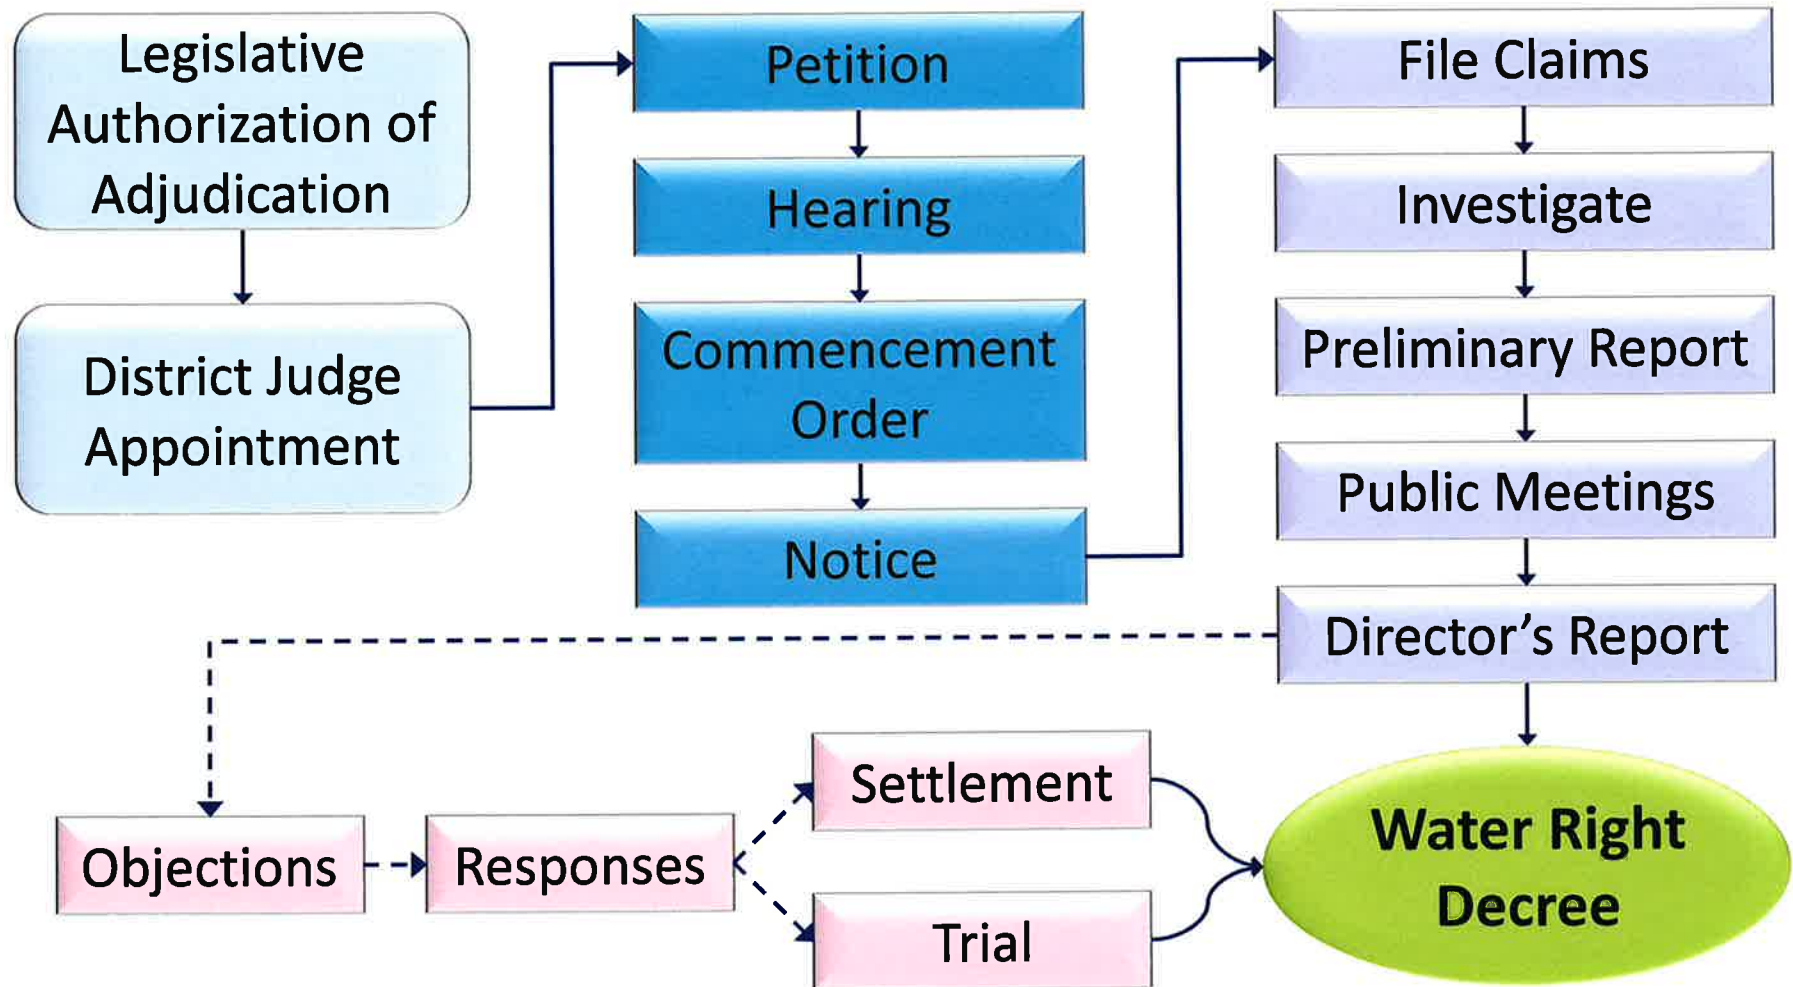 Legislative
Authorization of
Adjudication
District Judge
Appointment
Petition
Hearing
Commencement
Order
Notice
File Claims
Investigate
Preliminary Report
Public Meetings
Director’s Report
Objections
Responses
Settlement
Trial
Water Right
Decree